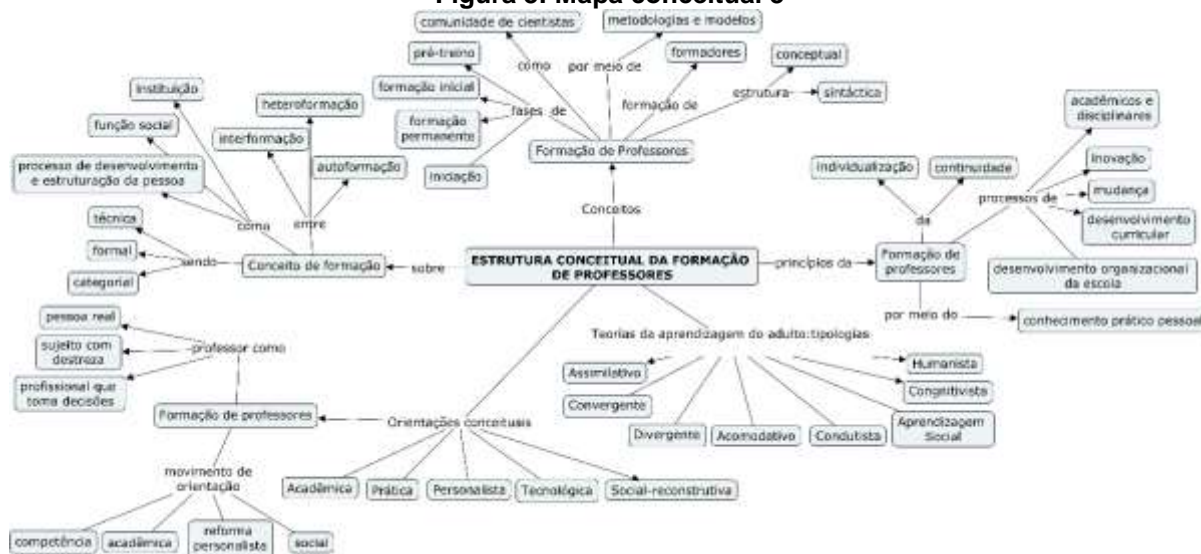 Figura 3: Mapa conceitual 3
comunidade de cientistas
metodologias e modelos
pré-treino
como
por meio de
formadores
conceptual
instituição
formação inicial
heteroformação
fases de
formação de
estrutura
sintáctica
acadêmicos e
disciplinares
função social
formação
permanente
interformação
Formação de Professores
individualização
continuidade
inovação
processo de desenvolvimento
e estruturação da pessoa
autoformação
iniciação
processos de
mudança
técnica
como
entre
Conceitos
da
desenvolvimento
curricular
formal
sendo
Conceito de formação
sobre
ESTRUTURA CONCEITUAL DA FORMAÇÃO
DE PROFESSORES
princípios da
Formação de
professores
desenvolvimento organizacional
da escola
categorial
pessoa real
por meio do
conhecimento prático pessoal
sujeito com
destreza
professor como
Teorias da aprendizagem do adulto:tipologias
Humanista
Assimilativo
profissional que
toma decisões
Congnitivista
Convergente
Formação de professores
Orientações conceituais
Divergente
Acomodativo
Condutista
Aprendizagem
Social
movimento de
orientação
Acadêmica
Prática
Personalista
Tecnológica
Social-reconstrutiva
competência
acadêmica
reforma
personalista
social